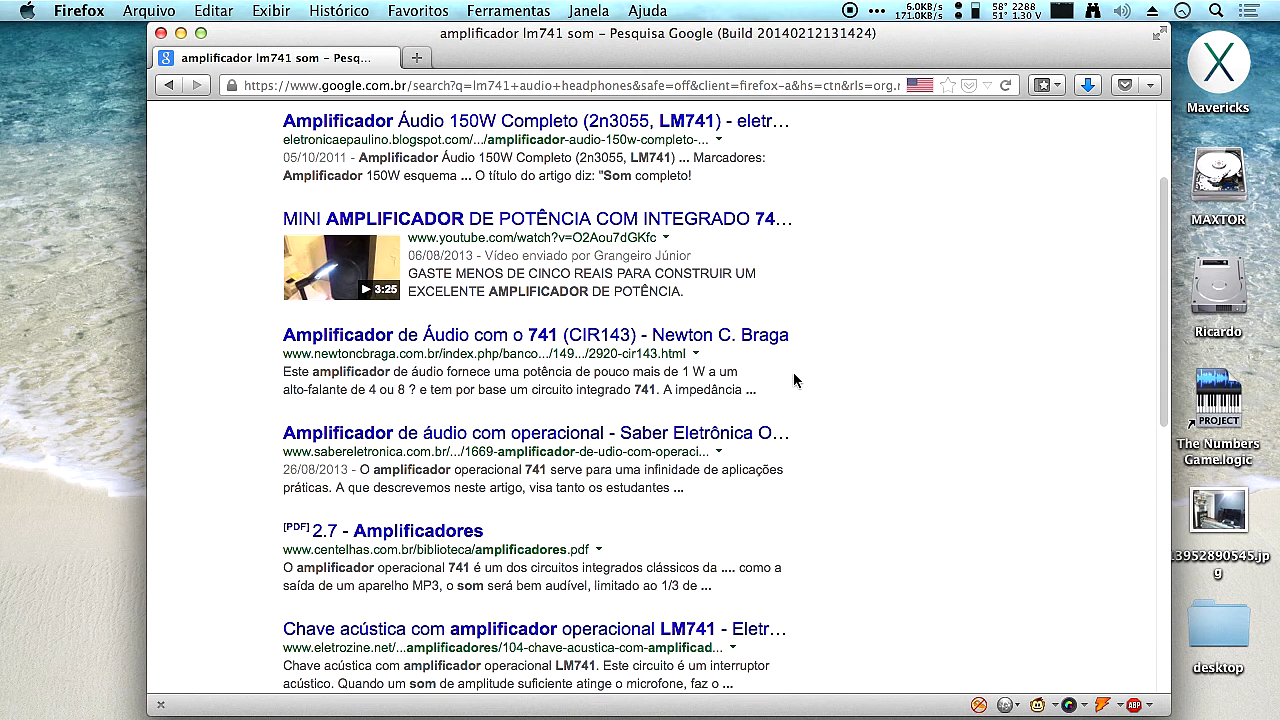 Firefox Arquivo Editar Exibir Histórico Favoritos Ferramentas Janela Ajuda 6.0KB/s 171.0KB/s 58° 2288 51° 1.30 V
amplificador lm741 som – Pesquisa Google (Build 20140212131424)
amplificador lm741 som – Pesq...
https://www.google.com.br/search?q=lm741+audio+headphones&safe=off&client=firefox-a&hs=ctn&rls=org.r
Amplificador Áudio 150W Completo (2n3055, LM741) - eletr...
eletronicaepaulino.blogspot.com/.../amplificador-audio-150w-completo-...
05/10/2011 - Amplificador Áudio 150W Completo (2n3055, LM741) ... Marcadores:
Amplificador 150W esquema ... O título do artigo diz: "Som completo!
MINI AMPLIFICADOR DE POTÊNCIA COM INTEGRADO 74...
www.youtube.com/watch?v=O2Aou7dGKfc
06/08/2013 - Vídeo enviado por Grangeiro Júnior
GASTE MENOS DE CINCO REAIS PARA CONSTRUIR UM
EXCELENTE AMPLIFICADOR DE POTÊNCIA.
3:25
Amplificador de Áudio com o 741 (CIR143) - Newton C. Braga
www.newtoncbraga.com.br/index.php/banco.../149.../2920-cir143.html
Este amplificador de áudio fornece uma potência de pouco mais de 1 W a um
alto-falante de 4 ou 8 ? e tem por base um circuito integrado 741. A impedância ...
Amplificador de áudio com operacional - Saber Eletrônica O...
www.sabereletronica.com.br/.../1669-amplificador-de-udio-com-operaci...
26/08/2013 - O amplificador operacional 741 serve para uma infinidade de aplicações
práticas. A que descrevemos neste artigo, visa tanto os estudantes ...
[PDF] 2.7 - Amplificadores
www.centelhas.com.br/biblioteca/amplificadores.pdf
O amplificador operacional 741 é um dos circuitos integrados clássicos da .... como a
saída de um aparelho MP3, o som será bem audível, limitado ao 1/3 de ...
Chave acústica com amplificador operacional LM741 - Eletr...
www.eletrozine.net/...amplificadores/104-chave-acustica-com-amplificad...
Chave acústica com amplificador operacional LM741. Este circuito é um interruptor
acústico. Quando um som de amplitude suficiente atinge o microfone, faz o ...
ABP
X
Mavericks
MAXTOR
Ricardo
PROJECT
The Numbers
Game.logic
13952890545.jp
g
desktop